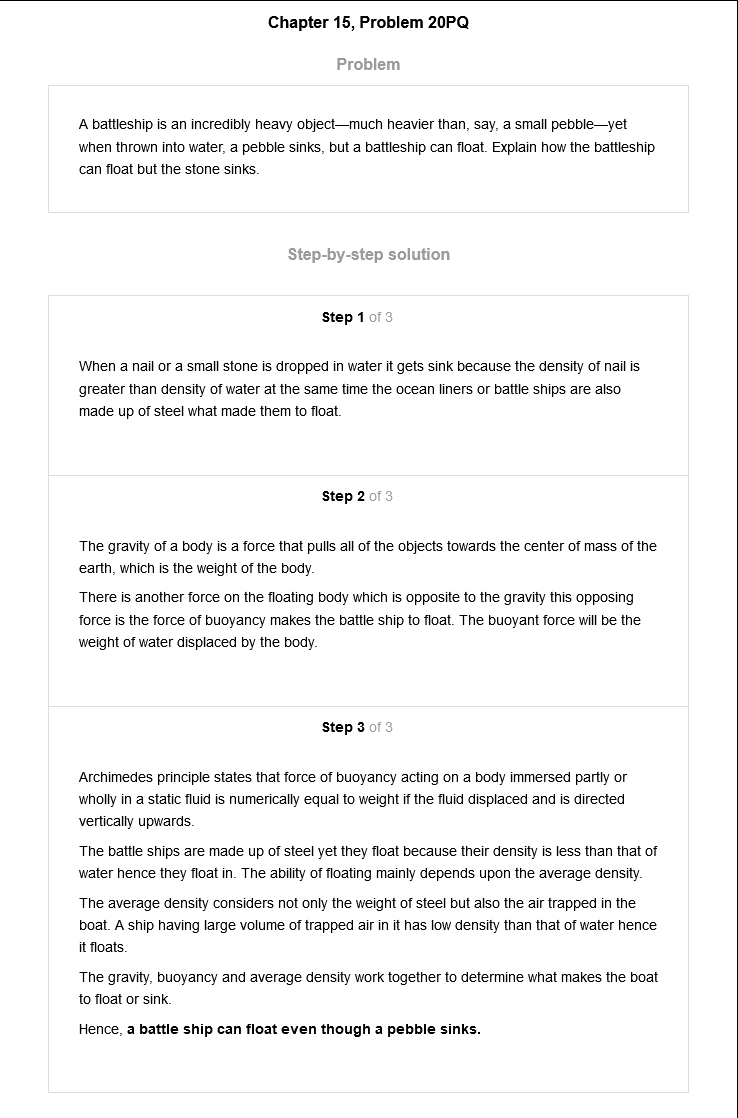 Chapter 15, Problem 20PQ
Problem
A battleship is an incredibly heavy object—much heavier than, say, a small pebble—yet
when thrown into water, a pebble sinks, but a battleship can float. Explain how the battleship
can float but the stone sinks.
Step-by-step solution
Step 1 of 3
When a nail or a small stone is dropped in water it gets sink because the density of nail is
greater than density of water at the same time the ocean liners or battle ships are also
made up of steel what made them to float.
Step 2 of 3
The gravity of a body is a force that pulls all of the objects towards the center of mass of the
earth, which is the weight of the body.
There is another force on the floating body which is opposite to the gravity this opposing
force is the force of buoyancy makes the battle ship to float. The buoyant force will be the
weight of water displaced by the body.
Step 3 of 3
Archimedes principle states that force of buoyancy acting on a body immersed partly or
wholly in a static fluid is numerically equal to weight if the fluid displaced and is directed
vertically upwards.
The battle ships are made up of steel yet they float because their density is less than that of
water hence they float in. The ability of floating mainly depends upon the average density.
The average density considers not only the weight of steel but also the air trapped in the
boat. A ship having large volume of trapped air in it has low density than that of water hence
it floats.
The gravity, buoyancy and average density work together to determine what makes the boat
to float or sink.
Hence, a battle ship can float even though a pebble sinks.